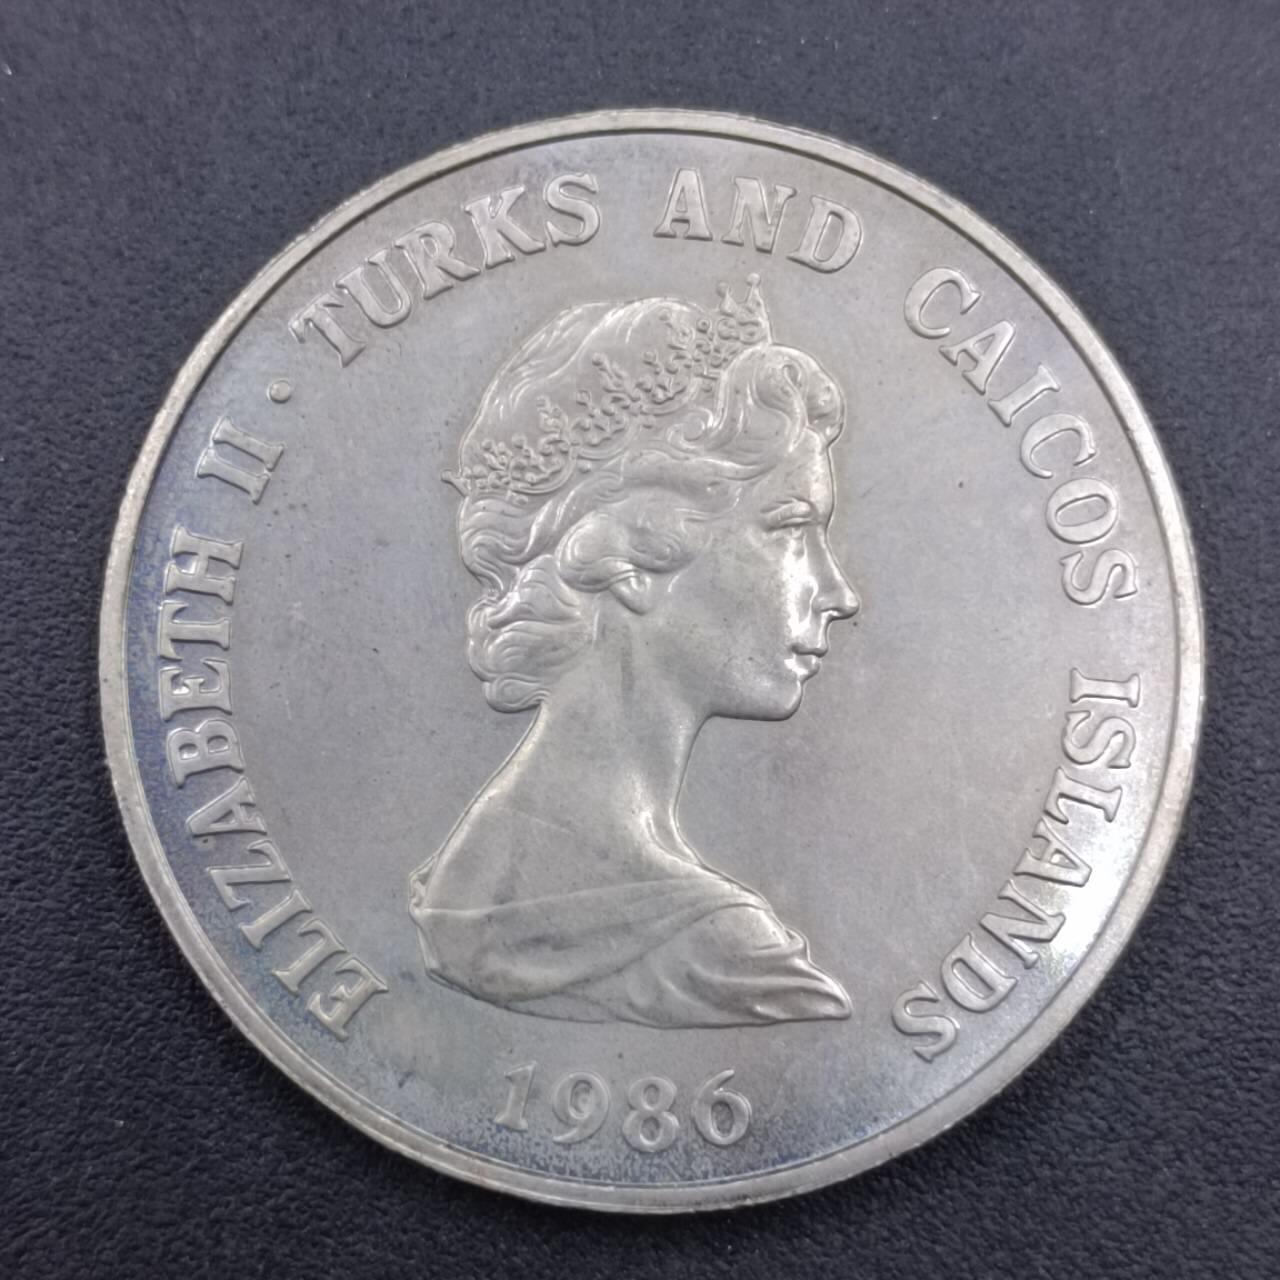 ELIZABETH II · TURKS AND CAICOS ISLANDS
1986